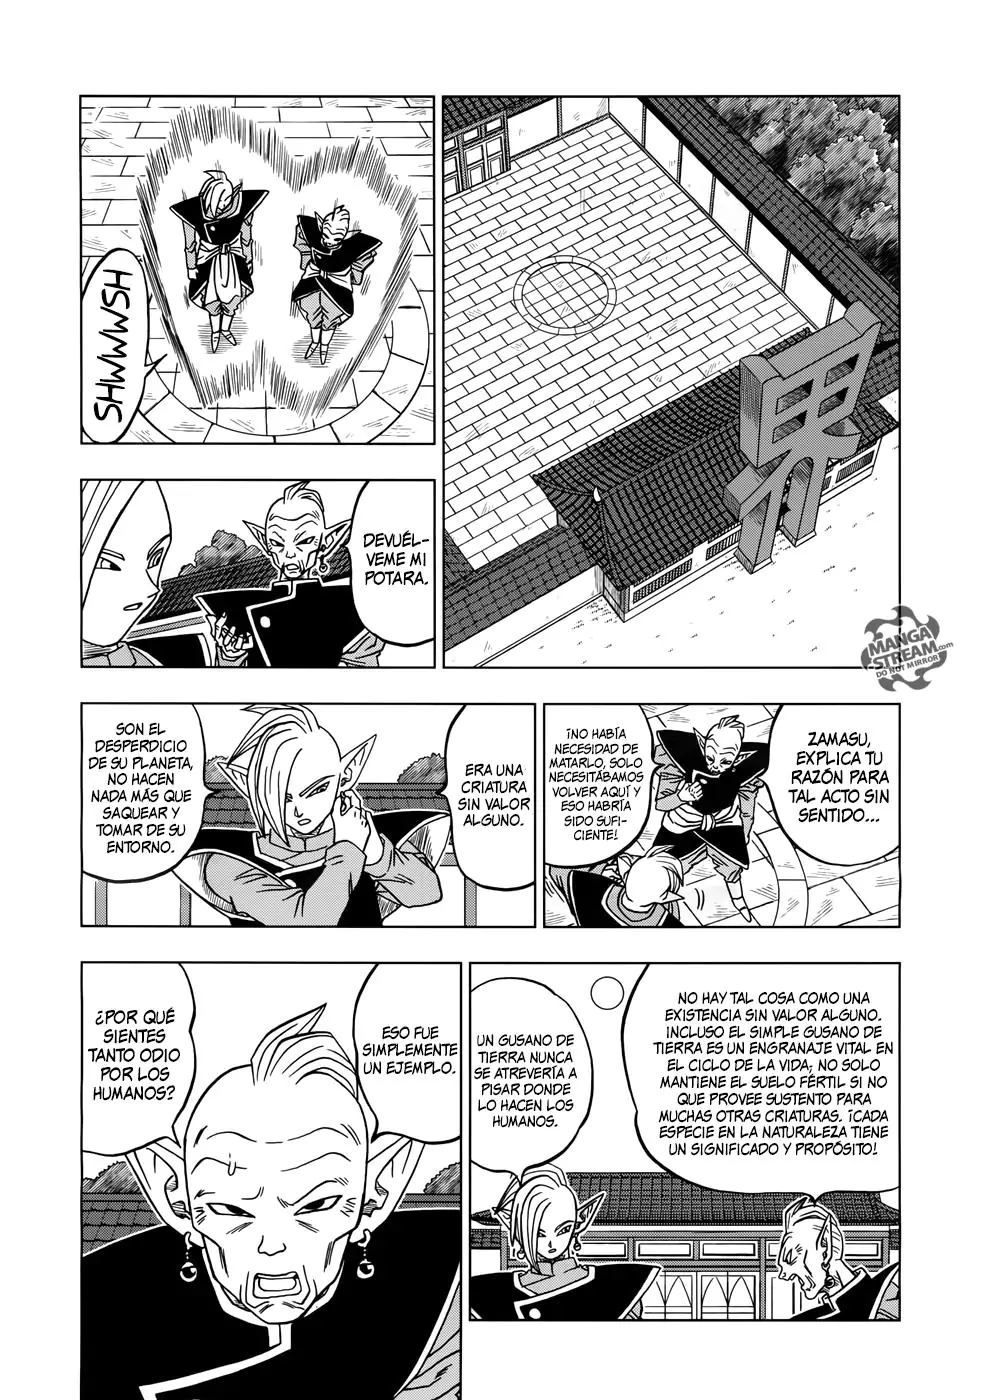 界
SHWWWSH
DEVUÉL-
VEME MI
POTARA.
MANGA
STREAM.com
DO NOT MIRROR
ZAMASU,
EXPLICA TU
RAZÓN PARA
TAL ACTO SIN
SENTIDO...
¡NO HABÍA
NECESIDAD DE
MATARLO, SOLO
NECESITÁBAMOS
VOLVER AQUÍ Y
ESO HABRÍA
SIDO SUFI-
CIENTE!
ERA UNA
CRIATURA
SIN VALOR
ALGUNO.
SON EL
DESPERDICIO
DE SU PLANETA,
NO HACEN
NADA MÁS QUE
SAQUEAR Y
TOMAR DE SU
ENTORNO.
NO HAY TAL COSA COMO UNA
EXISTENCIA SIN VALOR ALGUNO.
INCLUSO EL SIMPLE GUSANO DE
TIERRA ES UN ENGRANAJE VITAL EN
EL CICLO DE LA VIDA; NO SOLO
MANTIENE EL SUELO FÉRTIL SI NO
QUE PROVEE SUSTENTO PARA
MUCHAS OTRAS CRIATURAS. ¡CADA
ESPECIE EN LA NATURALEZA TIENE
UN SIGNIFICADO Y PROPÓSITO!
UN GUSANO DE
TIERRA NUNCA
SE ATREVERÍA A
PISAR DONDE
LO HACEN LOS
HUMANOS.
ESO FUE
SIMPLEMENTE
UN EJEMPLO.
¿POR QUÉ
SIENTES
TANTO ODIO
POR LOS
HUMANOS?